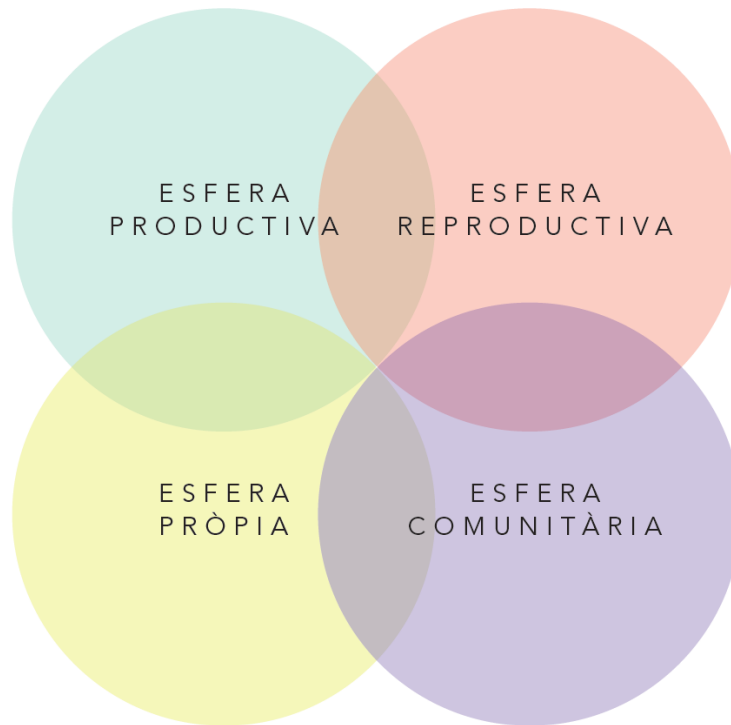 ESFERA
PRODUCTIVA
ESFERA
REPRODUCTIVA
ESFERA
PRÒPIA
ESFERA
COMUNITÀRIA